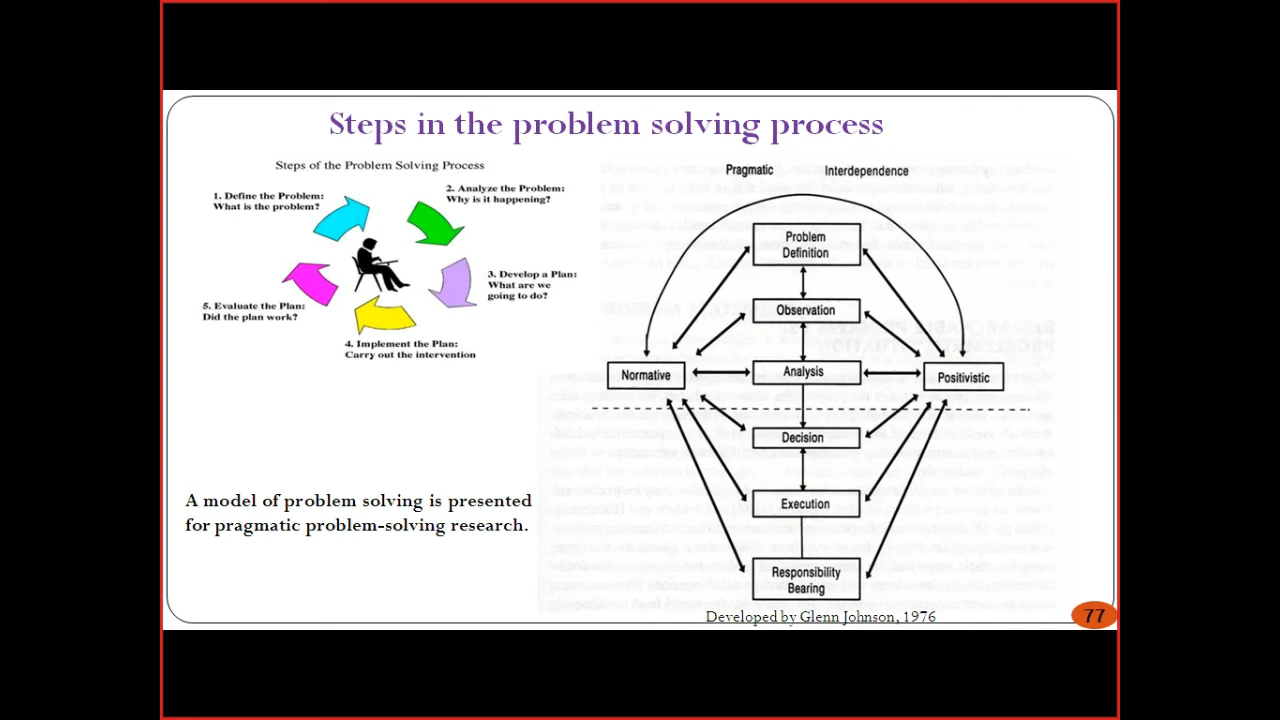 Steps in the problem solving process
Steps of the Problem Solving Process
1. Define the Problem:
What is the problem?
2. Analyze the Problem:
Why is it happening?
3. Develop a Plan:
What are we
going to do?
4. Implement the Plan:
Carry out the intervention
5. Evaluate the Plan:
Did the plan work?
A model of problem solving is presented
for pragmatic problem-solving research.
Pragmatic Interdependence
Problem
Definition
Observation
Normative
Analysis
Positivistic
Decision
Execution
Responsibility
Bearing
Developed by Glenn Johnson, 1976
77